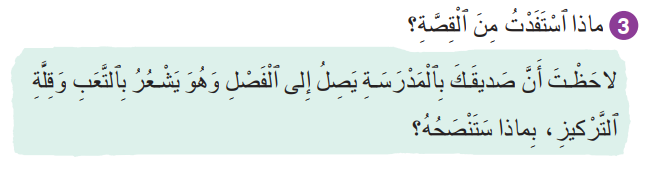 3 ماذا ٱسْتَفَدْتُ مِنَ ٱلْقِصَّةِ؟
لاحَظْتَ أَنَّ صَديقَكَ بِٱلْمَدْرَسَةِ يَصِلُ إِلى ٱلْفَصْلِ وَهُوَ يَشْعُرُ بِٱلتَّعَبِ وَقِلَّةِ
ٱلتَّرْكيزِ، بِماذا سَتَنْصَحُهُ؟